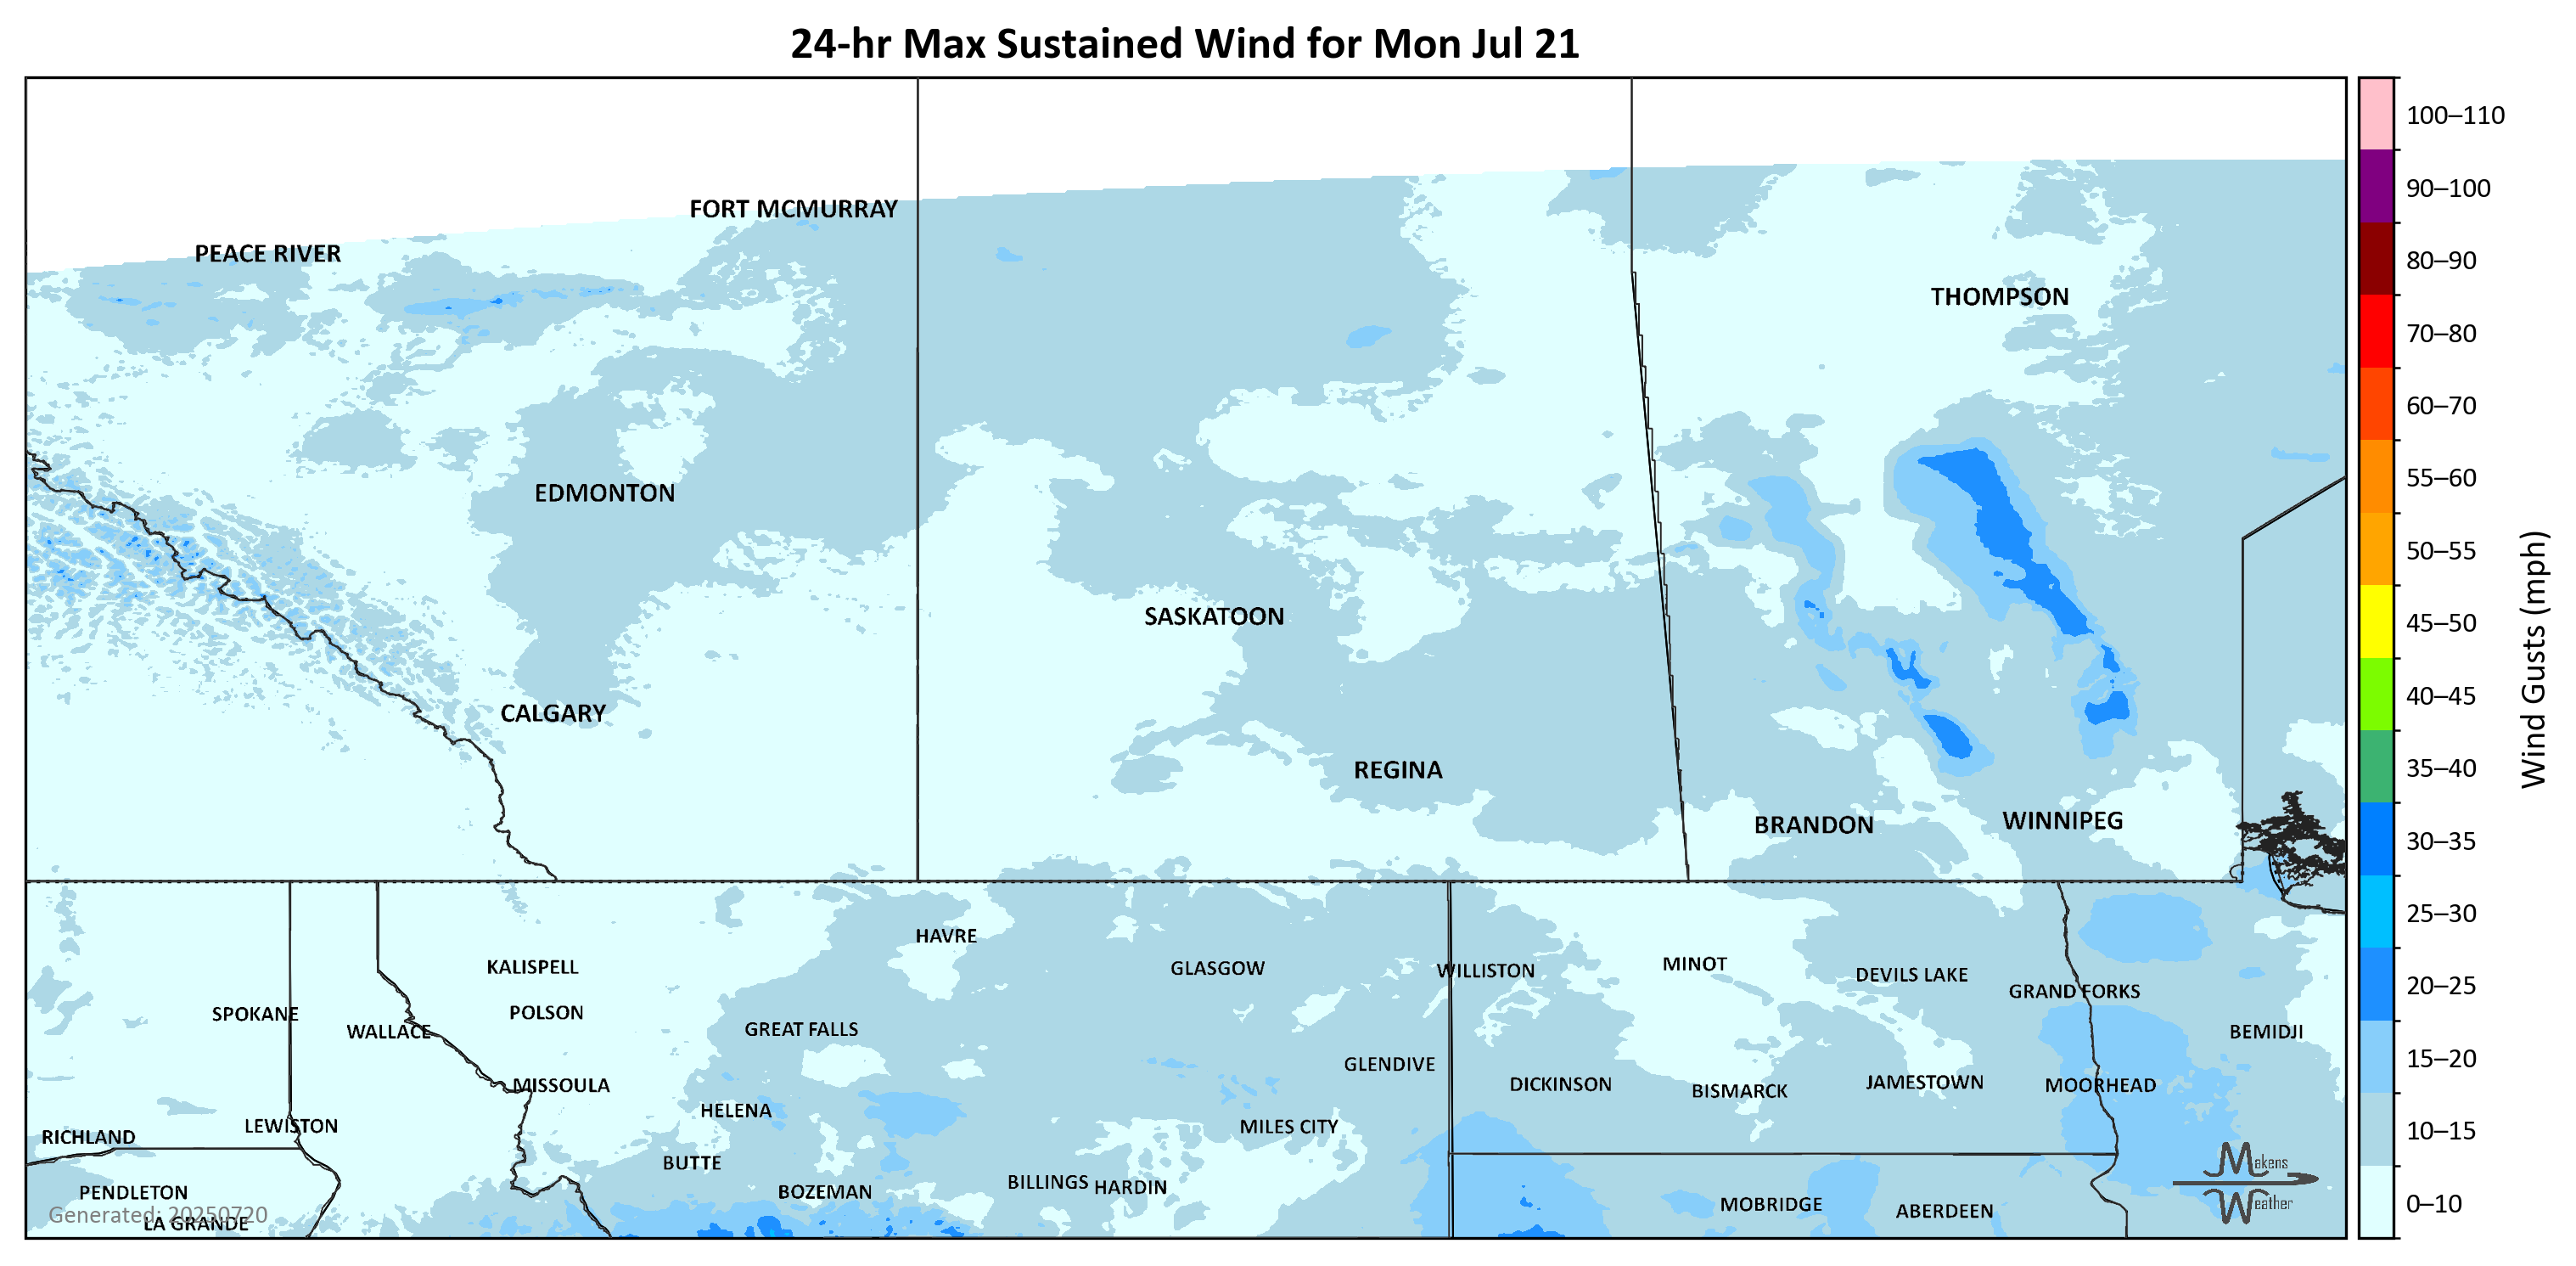 24-hr Max Sustained Wind for Mon Jul 21
100–110
90–100
80–90
70–80
60–70
55–60
50–55
45–50
40–45
35–40
30–35
25–30
20–25
15–20
10–15
0–10
Wind Gusts (mph)
FORT MCMURRAY
PEACE RIVER
THOMPSON
EDMONTON
SASKATOON
CALGARY
REGINA
BRANDON
WINNIPEG
HAVRE
KALISPELL
GLASGOW
WILLISTON
MINOT
DEVILS LAKE
GRAND FORKS
SPOKANE
POLSON
WALLACE
GREAT FALLS
BEMIDJI
GLENDIVE
MISSOULA
DICKINSON
BISMARCK
JAMESTOWN
MOORHEAD
HELENA
LEWISTON
MILES CITY
RICHLAND
BUTTE
PENDLETON
BOZEMAN
BILLINGS
HARDIN
MOBRIDGE
ABERDEEN
LA GRANDE
Generated: 20250720
Makens
Weather